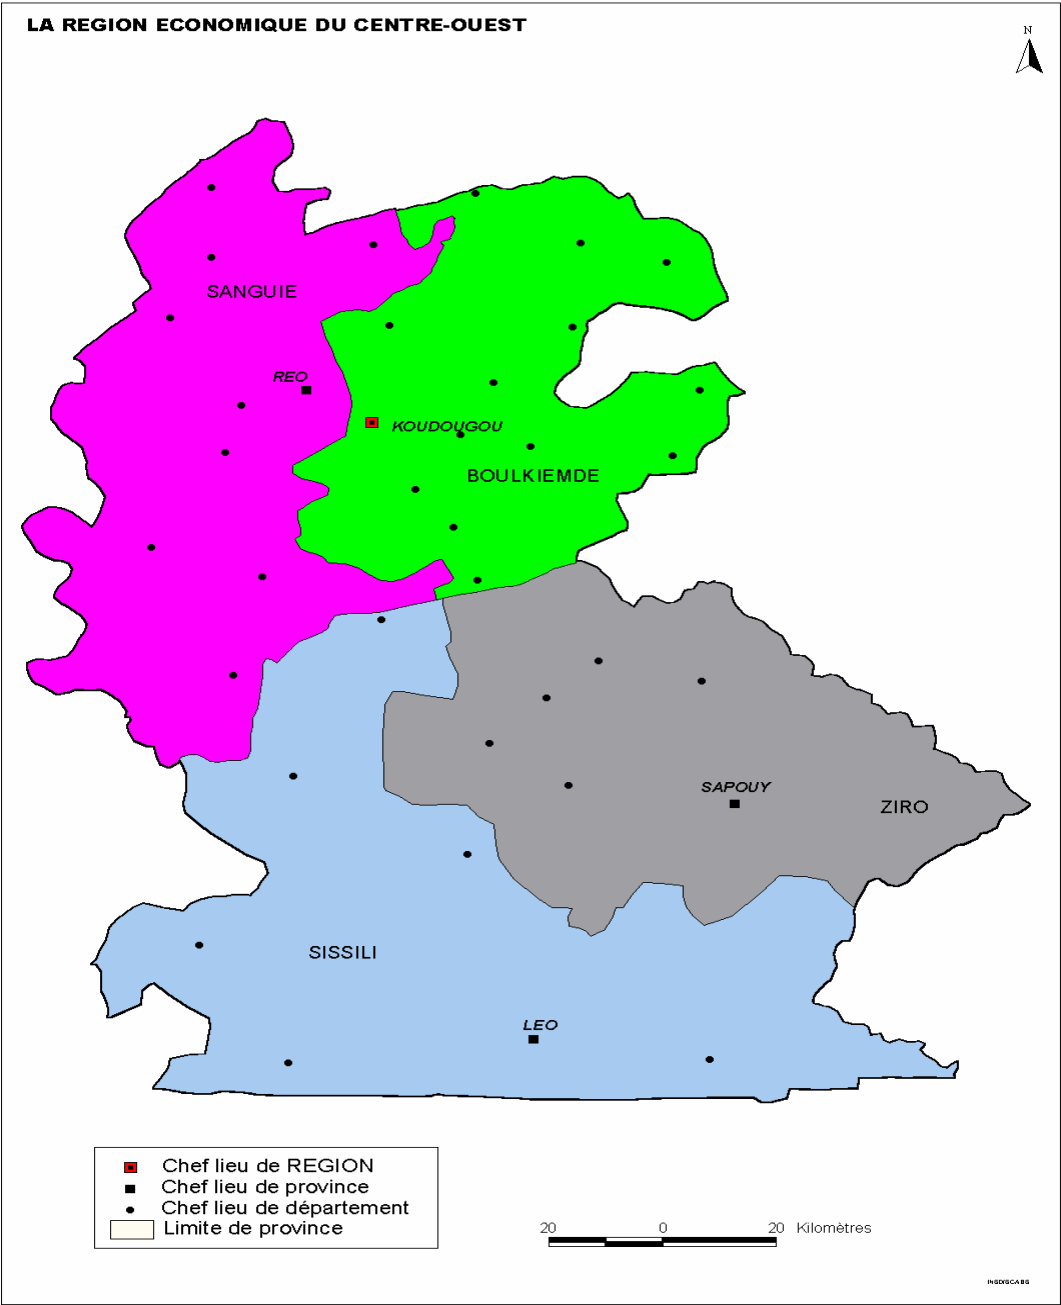 LA REGION ECONOMIQUE DU CENTRE-OUEST
N
SANGUIE
REO
KOUDOUGOU
BOULKIEMDE
SAPOUY
ZIRO
SISSILI
LEO
Chef lieu de REGION
Chef lieu de province
Chef lieu de département
Limite de province
20 0 20 Kilomètres